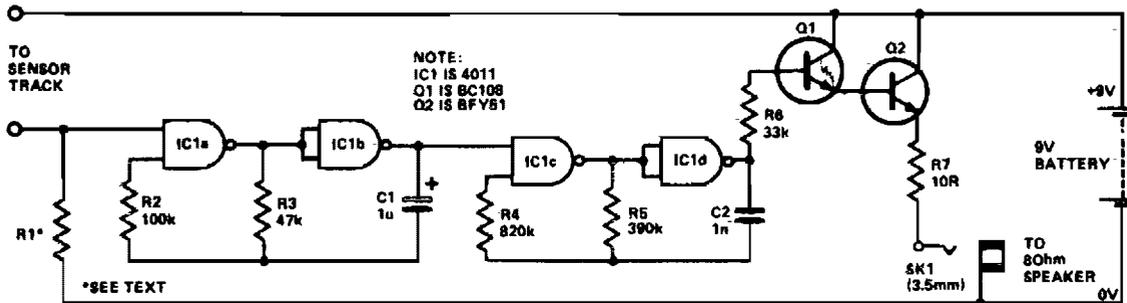 TO
SENSOR
TRACK
NOTE:
IC1 IS 4011
Q1 IS BC108
Q2 IS BFY51
Q1
Q2
+9V
9V
BATTERY
0V
R6
33k
IC1a
IC1b
IC1c
IC1d
R1*
R2
100k
R3
47k
C1
1u
+
R4
820k
R5
390k
C2
1n
R7
10R
SK1
(3.5mm)
TO
8Ohm
SPEAKER
*SEE TEXT